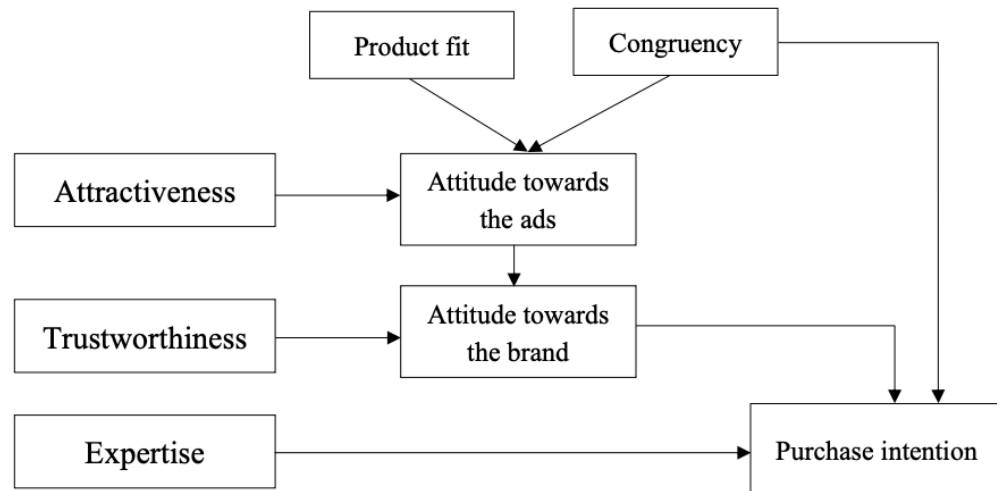 Product fit
Congruency
Attractiveness
Attitude towards
the ads
Trustworthiness
Attitude towards
the brand
Expertise
Purchase intention